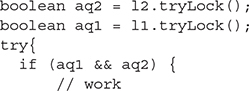 boolean aq2 = l2.tryLock();
boolean aq1 = l1.tryLock();
try{
  if (aq1 && aq2) {
     // work